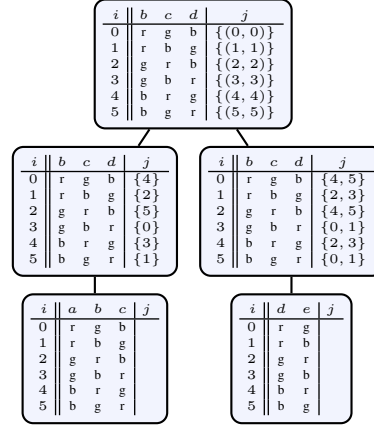 i b c d j
0 r g b {(0, 0)}
1 r b g {(1, 1)}
2 g r b {(2, 2)}
3 g b r {(3, 3)}
4 b r g {(4, 4)}
5 b g r {(5, 5)}
i b c d j
0 r g b {4}
1 r b g {2}
2 g r b {5}
3 g b r {0}
4 b r g {3}
5 b g r {1}
i b c d j
0 r g b {4, 5}
1 r b g {2, 3}
2 g r b {4, 5}
3 g b r {0, 1}
4 b r g {2, 3}
5 b g r {0, 1}
i a b c j
0 r g b
1 r b g
2 g r b
3 g b r
4 b r g
5 b g r
i d e j
0 r g
1 r b
2 g r
3 g b
4 b r
5 b g